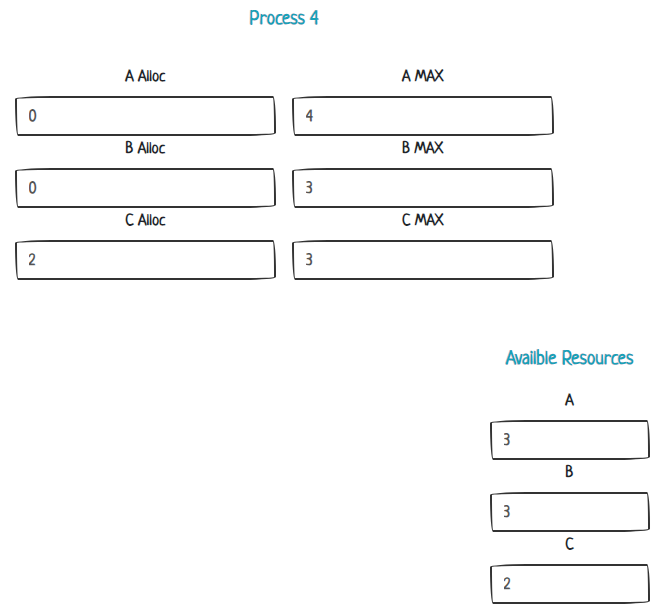 Process 4
A Alloc A MAX
0 4
B Alloc B MAX
0 3
C Alloc C MAX
2 3
Availble Resources
A
3
B
3
C
2